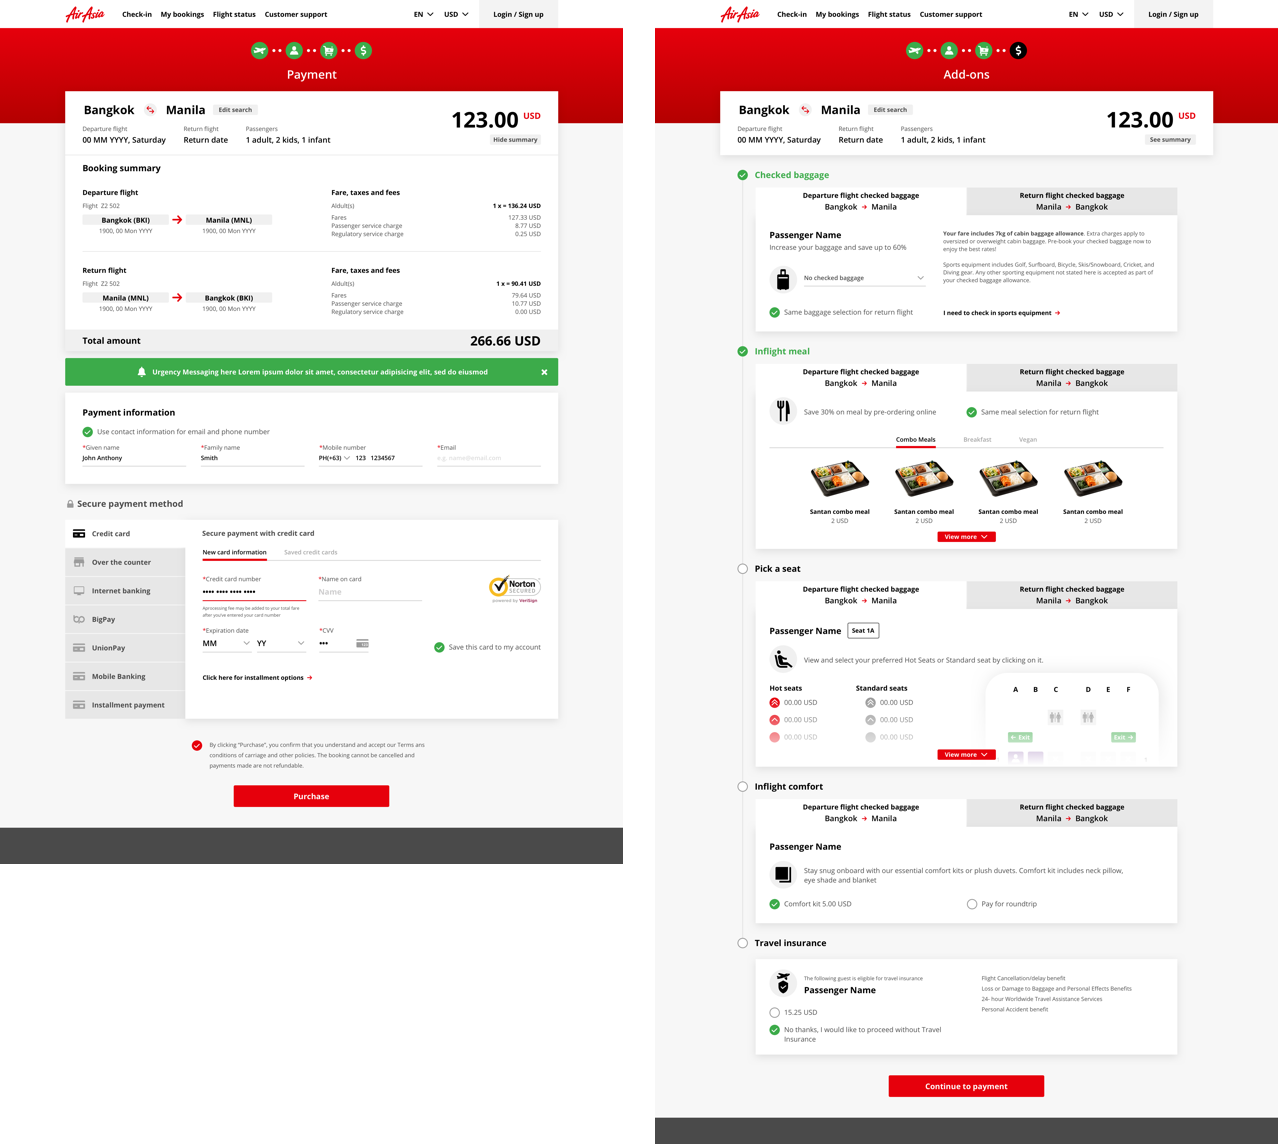 AirAsia
Check-in My bookings Flight status Customer support
EN USD Login / Sign up
Payment
Bangkok Manila Edit search
123.00 USD
Departure flight Return flight Passengers
00 MM YYYY, Saturday Return date 1 adult, 2 kids, 1 infant
Hide summary
Booking summary
Departure flight
Flight Z2 502
Bangkok (BKI) Manila (MNL)
1900, 00 Mon YYYY 1900, 00 Mon YYYY
Fare, taxes and fees
Aldult(s) 1 x = 136.24 USD
Fares 127.33 USD
Passenger service charge 8.77 USD
Regulatory service charge 0.25 USD
Return flight
Flight Z2 502
Manila (MNL) Bangkok (BKI)
1900, 00 Mon YYYY 1900, 00 Mon YYYY
Fare, taxes and fees
Aldult(s) 1 x = 90.41 USD
Fares 79.64 USD
Passenger service charge 10.77 USD
Regulatory service charge 0.00 USD
Total amount 266.66 USD
Urgency Messaging here Lorem ipsum dolor sit amet, consectetur adipisicing elit, sed do eiusmod
Payment information
Use contact information for email and phone number
*Given name *Family name *Mobile number *Email
John Anthony Smith PH(+63) 123 1234567 e.g. name@email.com
Secure payment method
Credit card
Over the counter
Internet banking
BigPay
UnionPay
Mobile Banking
Installment payment
Secure payment with credit card
New card information Saved credit cards
*Credit card number *Name on card
•••• •••• •••• •••• Name
Aprocessing fee may be added to your total fare
after you've entered your card number
Norton
SECURED
powered by VeriSign
*Expiration date *CVV
MM YY •••
Save this card to my account
Click here for installment options
By clicking "Purchase", you confirm that you understand and accept our Terms ans
conditions of carriage and other policies. The booking cannot be cancelled and
payments made are not refundable.
Purchase
AirAsia
Check-in My bookings Flight status Customer support
EN USD Login / Sign up
Add-ons
Bangkok Manila Edit search
123.00 USD
Departure flight Return flight Passengers
00 MM YYYY, Saturday Return date 1 adult, 2 kids, 1 infant
See summary
Checked baggage
Departure flight checked baggage
Bangkok Manila
Return flight checked baggage
Manila Bangkok
Passenger Name
Increase your baggage and save up to 60%
No checked baggage
Same baggage selection for return flight
Your fare includes 7kg of cabin baggage allowance. Extra charges apply to
oversized or overweight cabin baggage. Pre-book your checked baggage now to
enjoy the best rates!
Sports equipment includes Golf, Surfboard, Bicycle, Skis/Snowboard, Cricket, and
Diving gear. Any other sporting equipment not stated here is accepted as part of
your checked baggage allowance.
I need to check in sports equipment
Inflight meal
Departure flight checked baggage
Bangkok Manila
Return flight checked baggage
Manila Bangkok
Save 30% on meal by pre-ordering online
Same meal selection for return flight
Combo Meals Breakfast Vegan
Santan combo meal Santan combo meal Santan combo meal Santan combo meal
2 USD 2 USD 2 USD 2 USD
View more
Pick a seat
Departure flight checked baggage
Bangkok Manila
Return flight checked baggage
Manila Bangkok
Passenger Name Seat 1A
View and select your preferred Hot Seats or Standard seat by clicking on it.
Hot seats Standard seats
00.00 USD 00.00 USD
00.00 USD 00.00 USD
00.00 USD 00.00 USD
A B C D E F
Exit Exit
View more
Inflight comfort
Departure flight checked baggage
Bangkok Manila
Return flight checked baggage
Manila Bangkok
Passenger Name
Stay snug onboard with our essential comfort kits or plush duvets. Comfort kit includes neck pillow,
eye shade and blanket
Comfort kit 5.00 USD Pay for roundtrip
Travel insurance
The following guest is eligible for travel insurance
Passenger Name
15.25 USD
No thanks, I would like to proceed without Travel
Insurance
Flight Cancellation/delay benefit
Loss or Damage to Baggage and Personal Effects Benefits
24- hour Worldwide Travel Assistance Services
Personal Accident benefit
Continue to payment